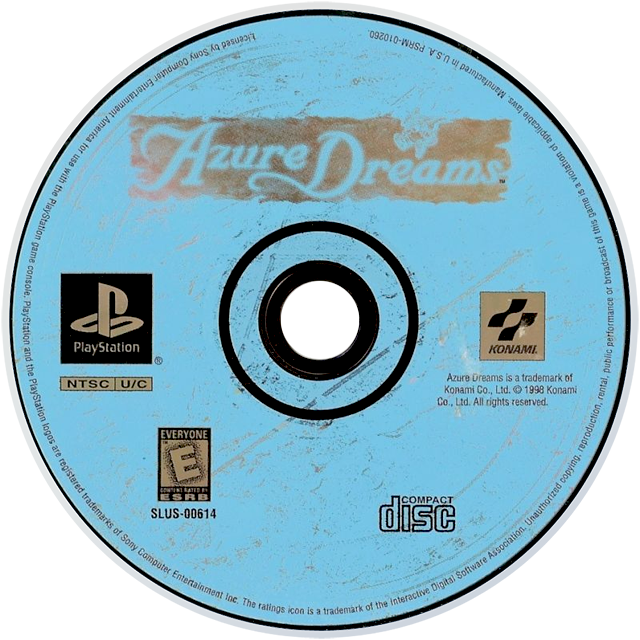 Licensed by Sony Computer Entertainment America for use with the PlayStation game console. PlayStation and the PlayStation logos are registered trademarks of Sony Computer Entertainment Inc. The ratings icon is a trademark of the Interactive Digital Software Association. Unauthorized copying, reproduction, rental, public performance or broadcast of this game is a violation of applicable laws. Manufactured in U.S.A. PSRM-010260.
Azure Dreams™
PlayStation
®
NTSC U/C
KONAMI
Azure Dreams is a trademark of
Konami Co., Ltd. © 1998 Konami
Co., Ltd. All rights reserved.
EVERYONE
E
CONTENT RATED BY
ESRB
SLUS-00614
COMPACT
disc